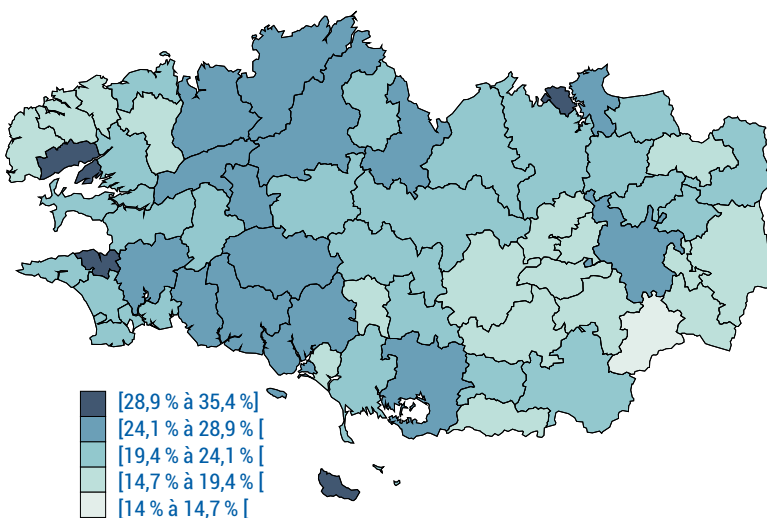 [28,9 % à 35,4 %]
[24,1 % à 28,9 % [
[19,4 % à 24,1 % [
[14,7 % à 19,4 % [
[14 % à 14,7 % [